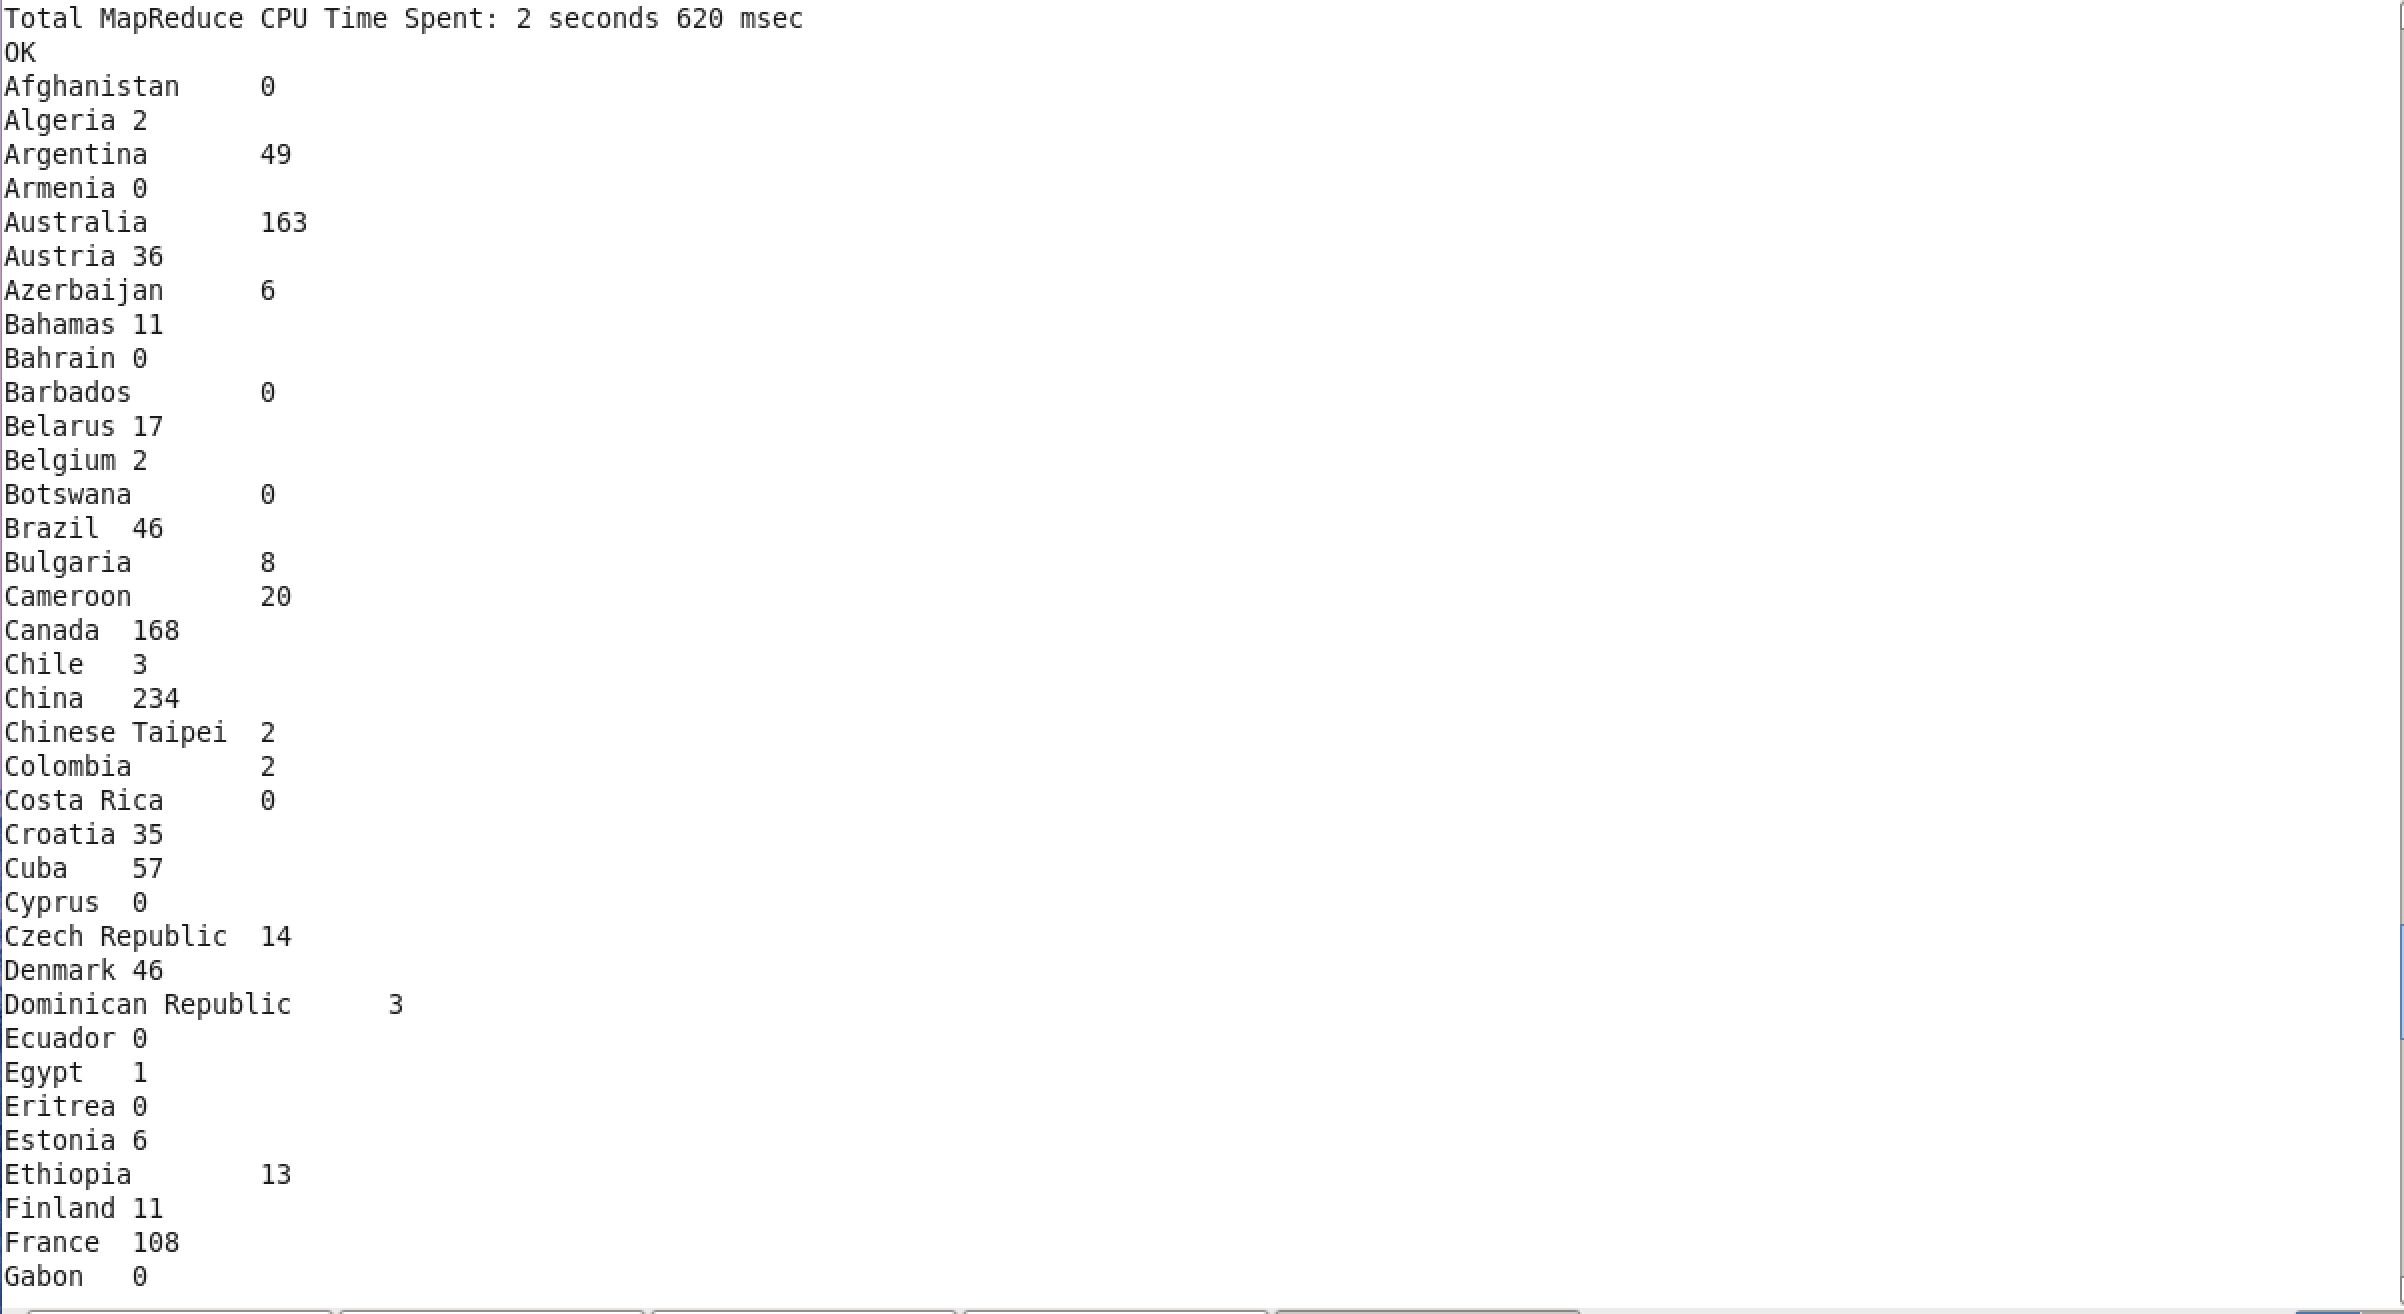 Total MapReduce CPU Time Spent: 2 seconds 620 msec
OK
Afghanistan	0
Algeria	2
Argentina	49
Armenia	0
Australia	163
Austria	36
Azerbaijan	6
Bahamas	11
Bahrain	0
Barbados	0
Belarus	17
Belgium	2
Botswana	0
Brazil	46
Bulgaria	8
Cameroon	20
Canada	168
Chile	3
China	234
Chinese Taipei	2
Colombia	2
Costa Rica	0
Croatia	35
Cuba	57
Cyprus	0
Czech Republic	14
Denmark	46
Dominican Republic	3
Ecuador	0
Egypt	1
Eritrea	0
Estonia	6
Ethiopia	13
Finland	11
France	108
Gabon	0